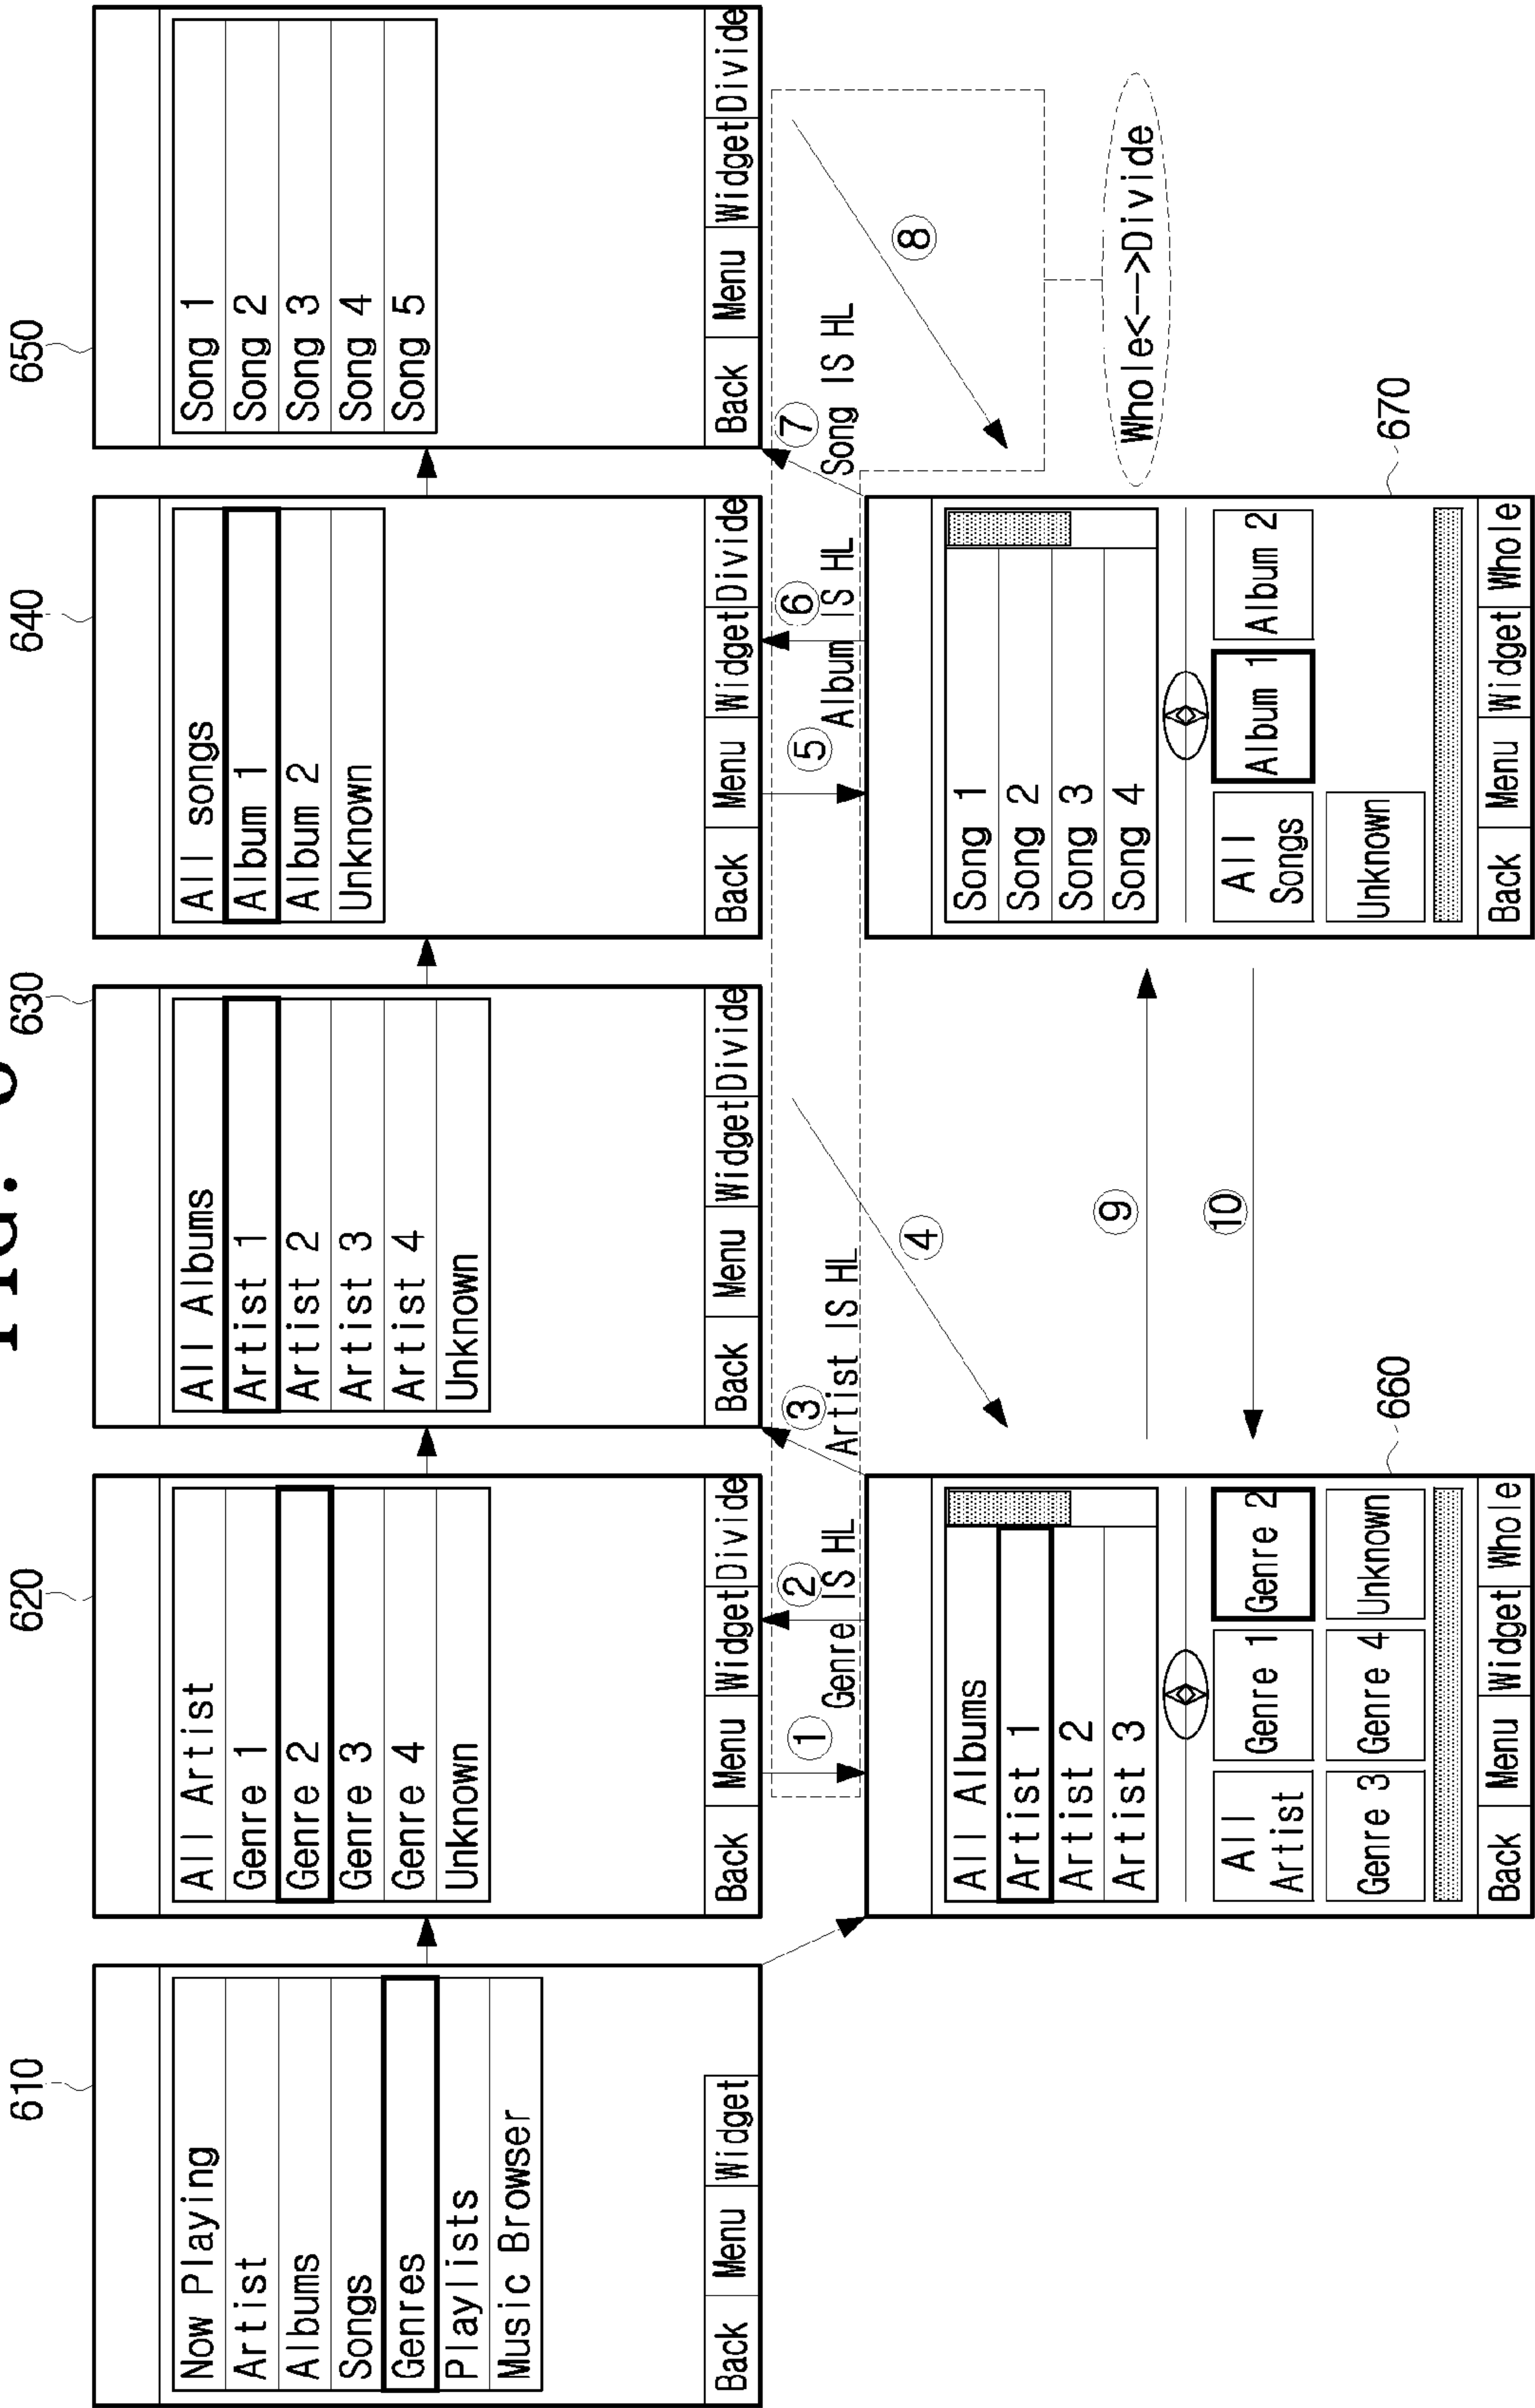 FIG. 6
610
Now Playing
Artist
Albums
Songs
Genres
Playlists
Music Browser
Back Menu Widget
620
All Artist
Genre 1
Genre 2
Genre 3
Genre 4
Unknown
Back Menu Widget Divide
630
All Albums
Artist 1
Artist 2
Artist 3
Artist 4
Unknown
Back Menu Widget Divide
640
All songs
Album 1
Album 2
Unknown
Back Menu Widget Divide
650
Song 1
Song 2
Song 3
Song 4
Song 5
Back Menu Widget Divide
①
②
Genre IS HL
③
Artist IS HL
④
⑤
⑥
Album IS HL
⑦
Song IS HL
⑧
Whole<-->Divide
All Albums
Artist 1
Artist 2
Artist 3
All
Artist
Genre 1
Genre 2
Genre 3
Genre 4
Unknown
Back Menu Widget Whole
660
⑨
⑩
Song 1
Song 2
Song 3
Song 4
All
Songs
Album 1
Album 2
Unknown
Back Menu Widget Whole
670